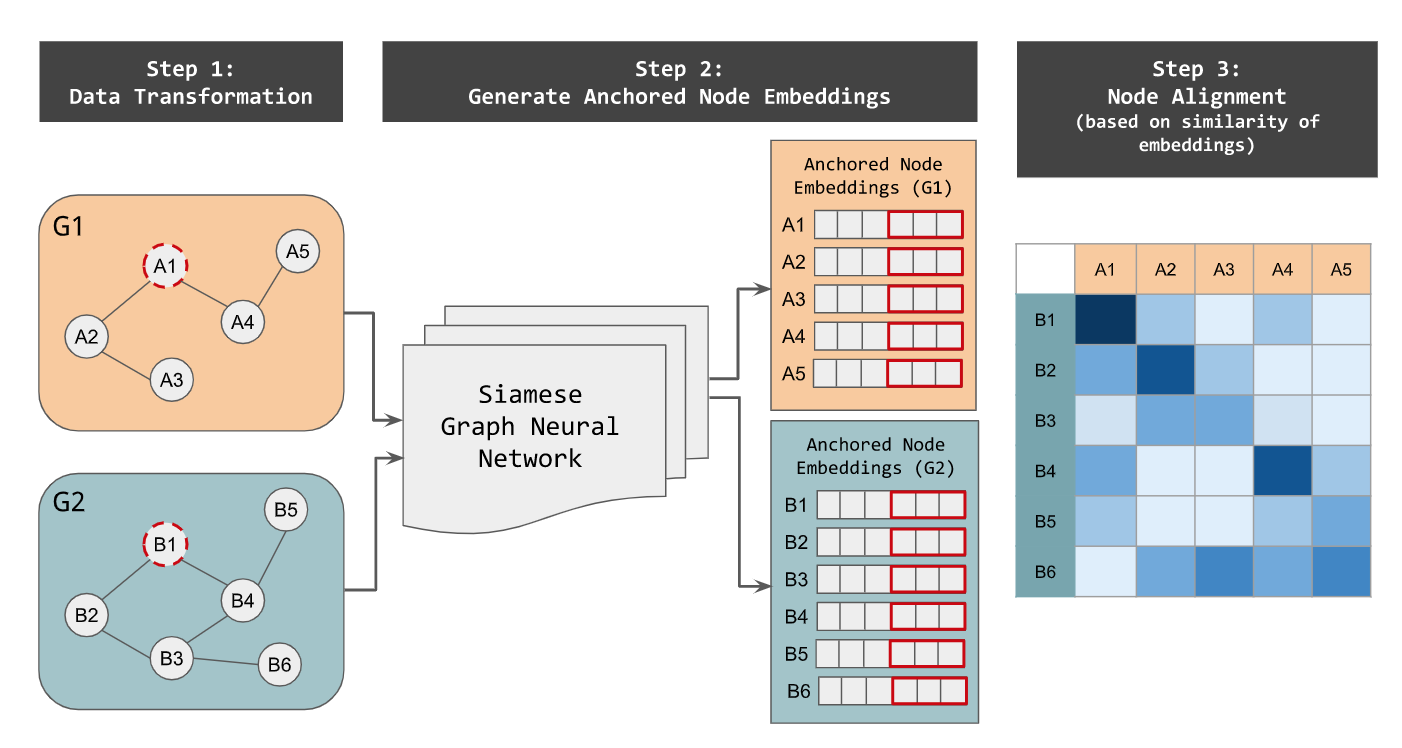 Step 1:
Data Transformation
Step 2:
Generate Anchored Node Embeddings
Step 3:
Node Alignment
(based on similarity of
embeddings)
G1
A1
A5
A4
A2
A3
G2
B5
B1
B4
B2
B3
B6
Siamese
Graph Neural
Network
Anchored Node
Embeddings (G1)
A1
A2
A3
A4
A5
Anchored Node
Embeddings (G2)
B1
B2
B3
B4
B5
B6
A1 A2 A3 A4 A5
B1
B2
B3
B4
B5
B6